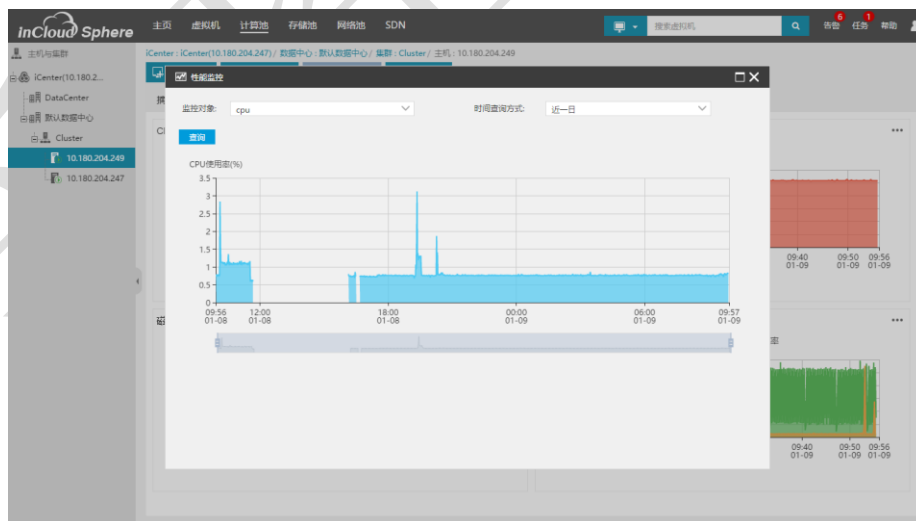 inCloud Sphere
主页 虚拟机 计算池 存储池 网络池 SDN
搜索虚拟机
6 1
告警 任务 帮助
主机与集群
iCenter : iCenter(10.180.204.247) / 数据中心 : 默认数据中心 / 集群 : Cluster / 主机 : 10.180.204.249
iCenter(10.180.2...
DataCenter
默认数据中心
Cluster
10.180.204.249
10.180.204.247
性能监控
监控对象: cpu 时间查询方式: 近一日
查询
CPU使用率(%)
3.5
3
2.5
2
1.5
1
0.5
0
09:56 12:00 18:00 00:00 06:00 09:57
01-08 01-08 01-08 01-09 01-09 01-09
09:40 09:50 09:56
01-09 01-09 01-09
率
09:40 09:50 09:56
01-09 01-09 01-09